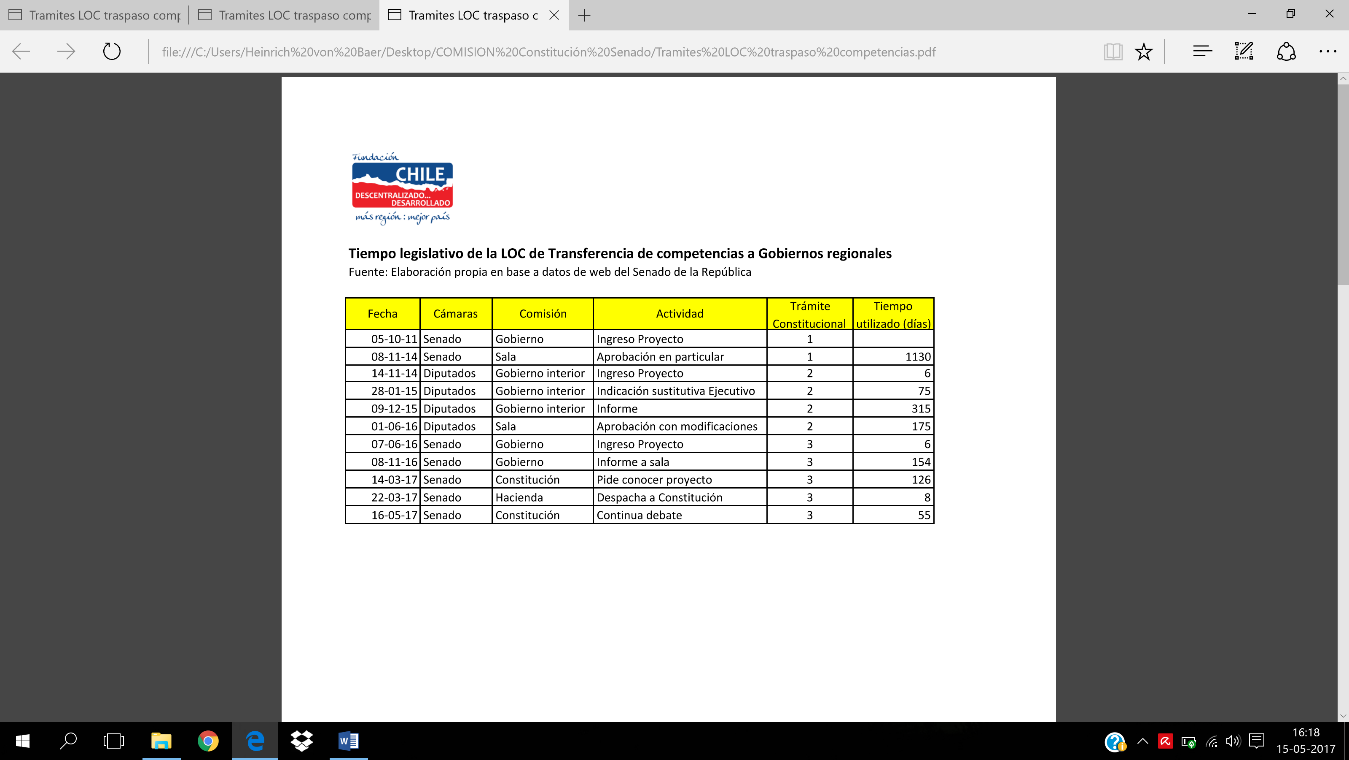 Tramites LOC traspaso comp
Tramites LOC traspaso comp
Tramites LOC traspaso c
file:///C:/Users/Heinrich%20von%20Baer/Desktop/COMISION%20Constitución%20Senado/Tramites%20LOC%20traspaso%20competencias.pdf
Fundación
CHILE
DESCENTRALIZADO...
DESARROLLADO
más región : mejor país
Tiempo legislativo de la LOC de Transferencia de competencias a Gobiernos regionales
Fuente: Elaboración propia en base a datos de web del Senado de la República
Fecha Cámaras Comisión Actividad Trámite Constitucional Tiempo utilizado (días)
05-10-11 Senado Gobierno Ingreso Proyecto 1
08-11-14 Senado Sala Aprobación en particular 1 1130
14-11-14 Diputados Gobierno interior Ingreso Proyecto 2 6
28-01-15 Diputados Gobierno interior Indicación sustitutiva Ejecutivo 2 75
09-12-15 Diputados Gobierno interior Informe 2 315
01-06-16 Diputados Sala Aprobación con modificaciones 2 175
07-06-16 Senado Gobierno Ingreso Proyecto 3 6
08-11-16 Senado Gobierno Informe a sala 3 154
14-03-17 Senado Constitución Pide conocer proyecto 3 126
22-03-17 Senado Hacienda Despacha a Constitución 3 8
16-05-17 Senado Constitución Continua debate 3 55
16:18
15-05-2017